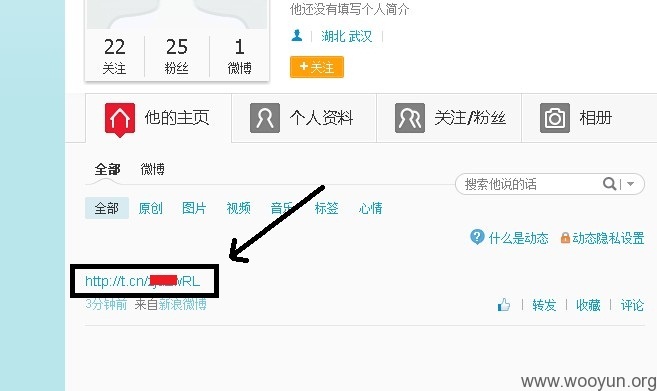 他还没有填写个人简介
22 25 1
关注 粉丝 微博
湖北 武汉
+ 关注
他的主页 个人资料 关注/粉丝 相册
全部 微博
搜索他说的话
全部 原创 图片 视频 音乐 标签 心情
什么是动态 动态隐私设置
http://t.cn/ wRL
3分钟前 来自新浪微博
转发 收藏 评论
www.wooyun.org